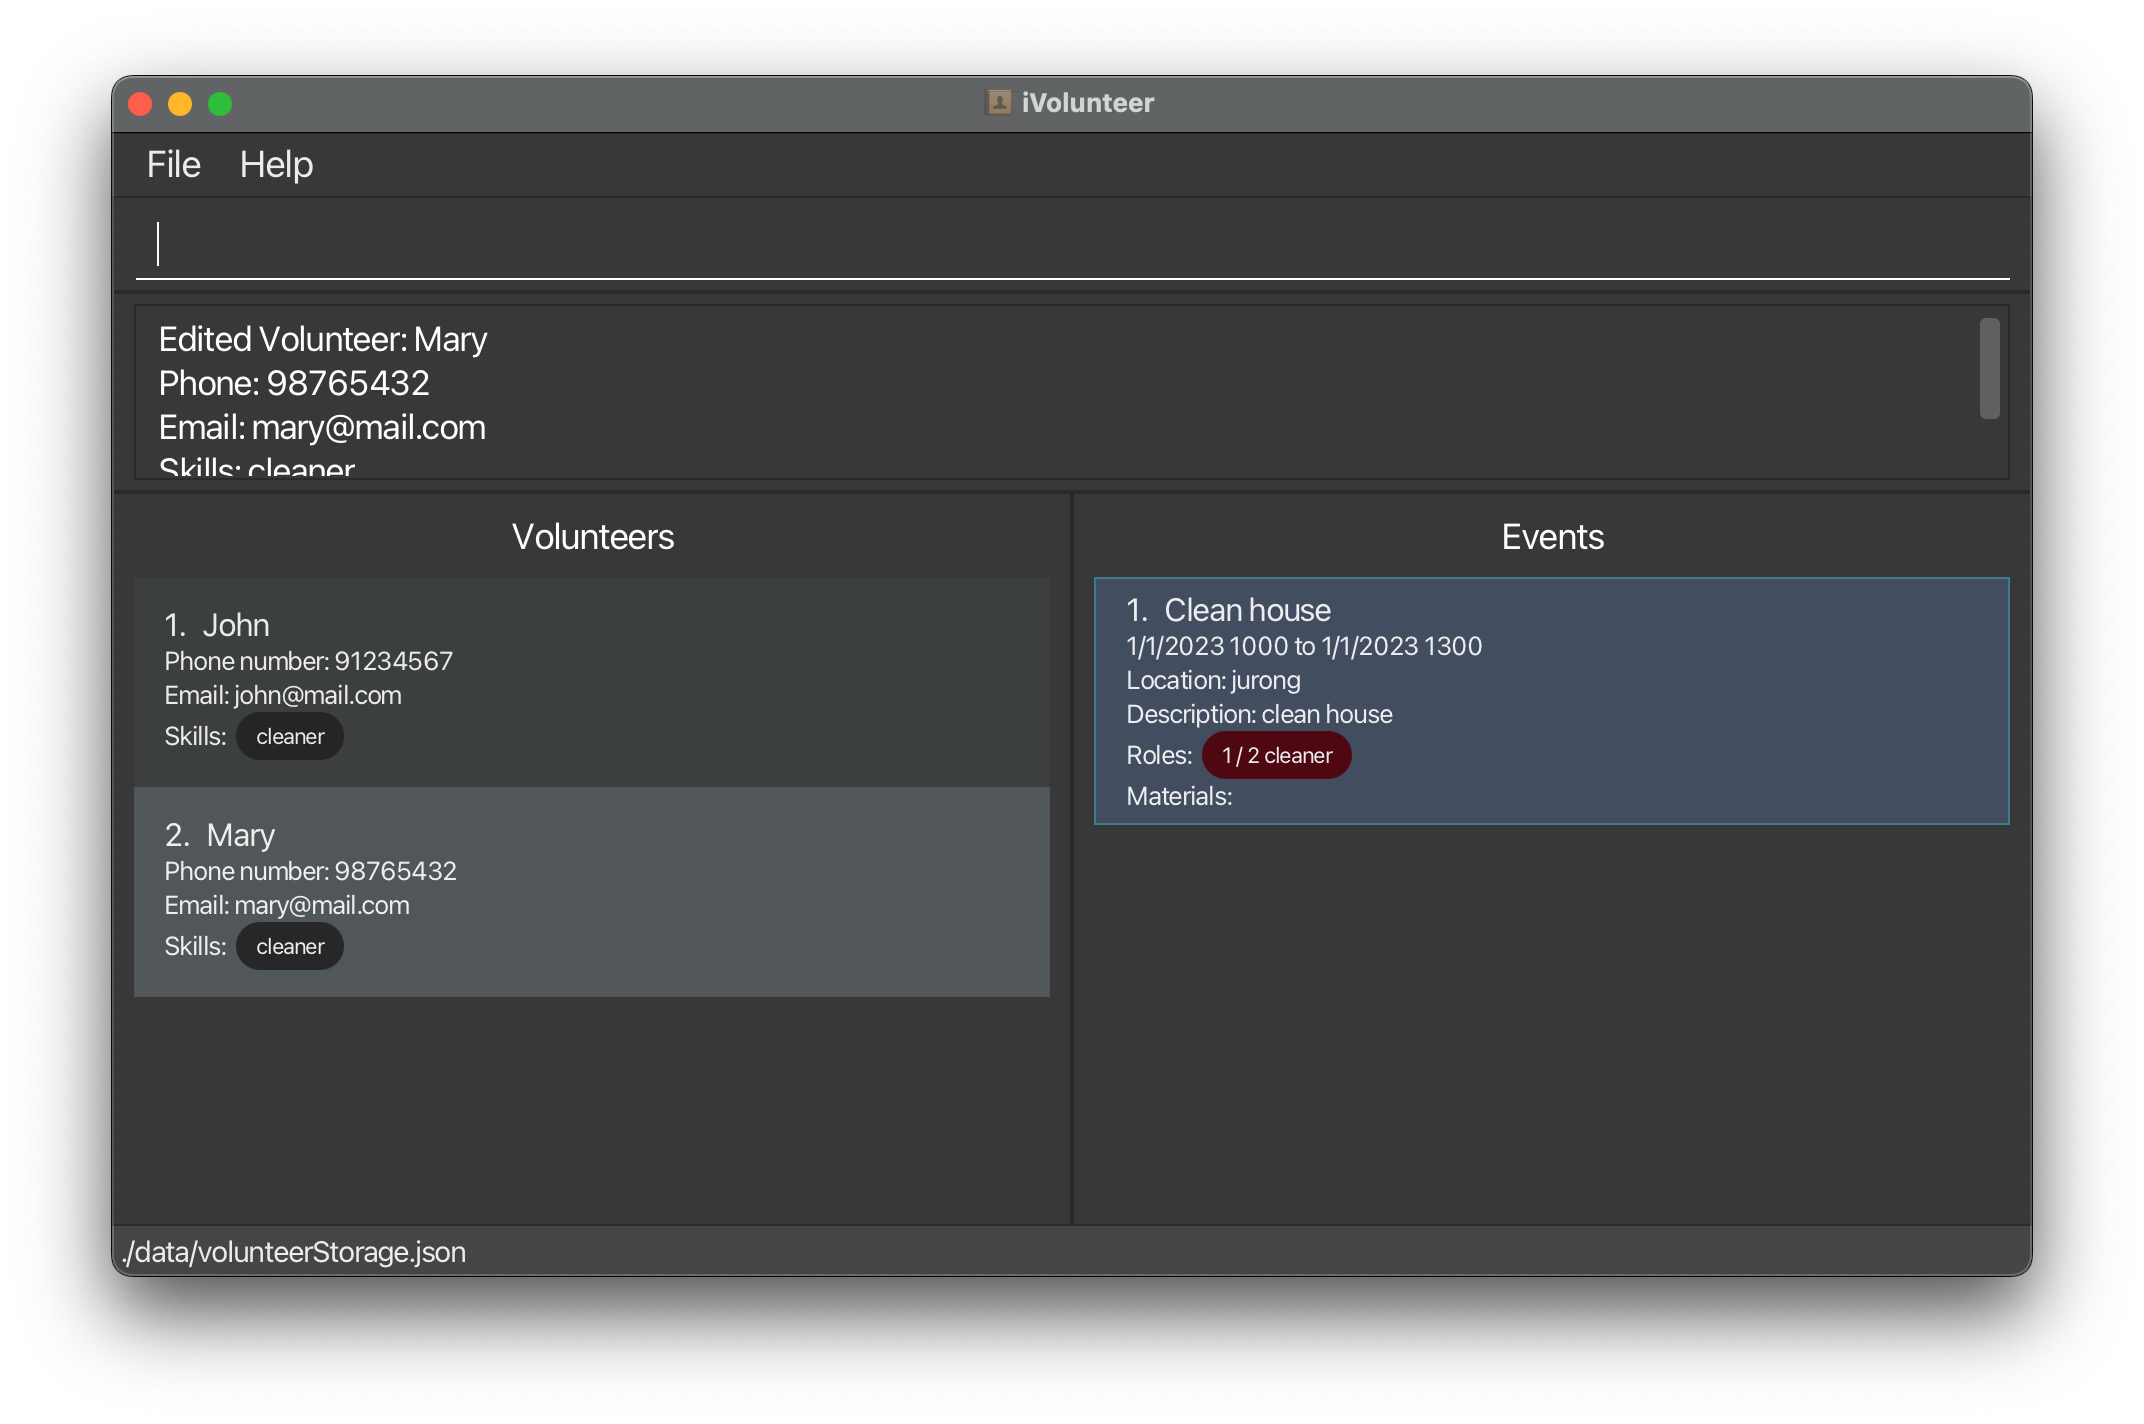 iVolunteer
File Help
Edited Volunteer: Mary
Phone: 98765432
Email: mary@mail.com
Skills: cleaner
Volunteers
1. John
Phone number: 91234567
Email: john@mail.com
Skills: cleaner
2. Mary
Phone number: 98765432
Email: mary@mail.com
Skills: cleaner
Events
1. Clean house
1/1/2023 1000 to 1/1/2023 1300
Location: jurong
Description: clean house
Roles: 1 / 2 cleaner
Materials:
./data/volunteerStorage.json